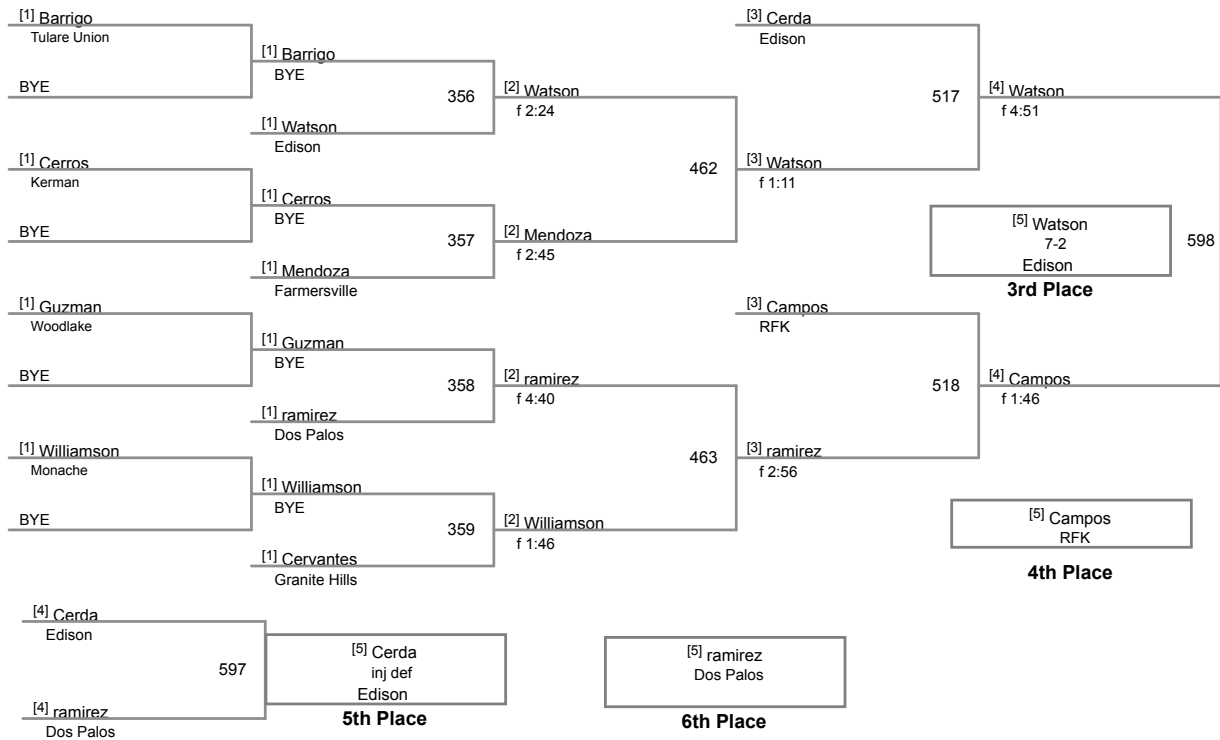 [1] Barrigo
Tulare Union
BYE
[1] Cerros
Kerman
BYE
[1] Guzman
Woodlake
BYE
[1] Williamson
Monache
BYE
[1] Barrigo
BYE
356
[1] Watson
Edison
[1] Cerros
BYE
357
[1] Mendoza
Farmersville
[1] Guzman
BYE
358
[1] ramirez
Dos Palos
[1] Williamson
BYE
359
[1] Cervantes
Granite Hills
[2] Watson
f 2:24
462
[2] Mendoza
f 2:45
[2] ramirez
f 4:40
463
[2] Williamson
f 1:46
[3] Cerda
Edison
517
[3] Watson
f 1:11
[3] Campos
RFK
518
[3] ramirez
f 2:56
[4] Watson
f 4:51
598
[4] Campos
f 1:46
[5] Watson
7-2
Edison
3rd Place
[5] Campos
RFK
4th Place
[4] Cerda
Edison
597
[4] ramirez
Dos Palos
[5] Cerda
inj def
Edison
5th Place
[5] ramirez
Dos Palos
6th Place